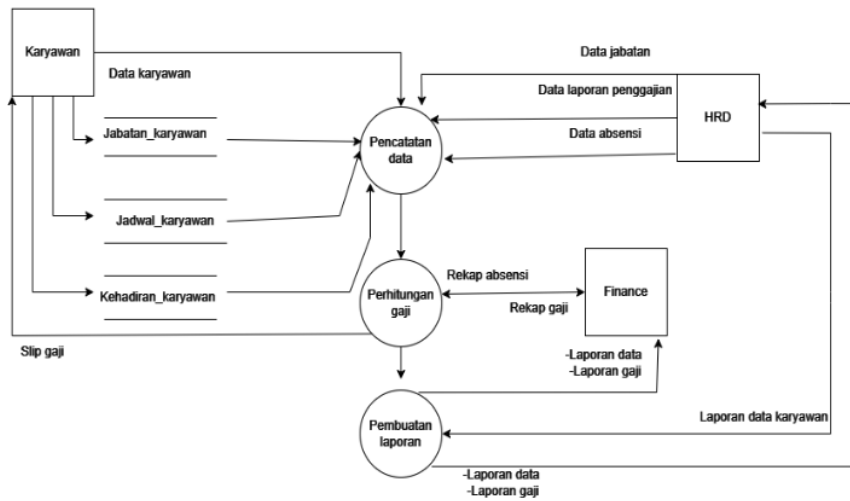 Karyawan
Data karyawan
Data jabatan
Data laporan penggajian
HRD
Data absensi
Jabatan_karyawan
Pencatatan
data
Jadwal_karyawan
Kehadiran_karyawan
Rekap absensi
Perhitungan
gaji
Finance
Rekap gaji
Slip gaji
-Laporan data
-Laporan gaji
Laporan data karyawan
Pembuatan
laporan
-Laporan data
-Laporan gaji